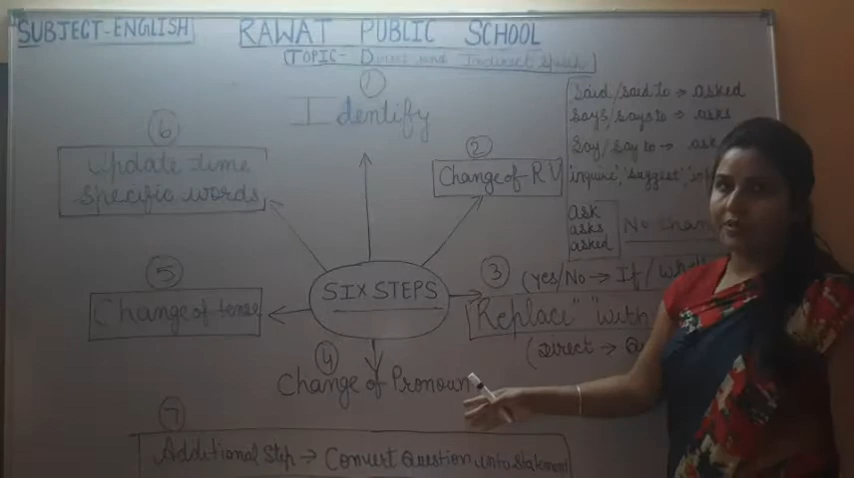 SUBJECT-ENGLISH
RAWAT PUBLIC SCHOOL
(TOPIC- Direct and Indirect Speech)
1
Identify
2
Change of RV
Said/said to → asked
Says/says to → asks
Say/say to → ask
'inquire', 'suggest',
ask
asks
asked
No
6
Update time
specific words
SIX STEPS
3
(Yes/No → If/
Replace " " with
(Direct →
5
Change of tense
4
Change of Pronoun
7
Additional Step → Convert Question into Statement